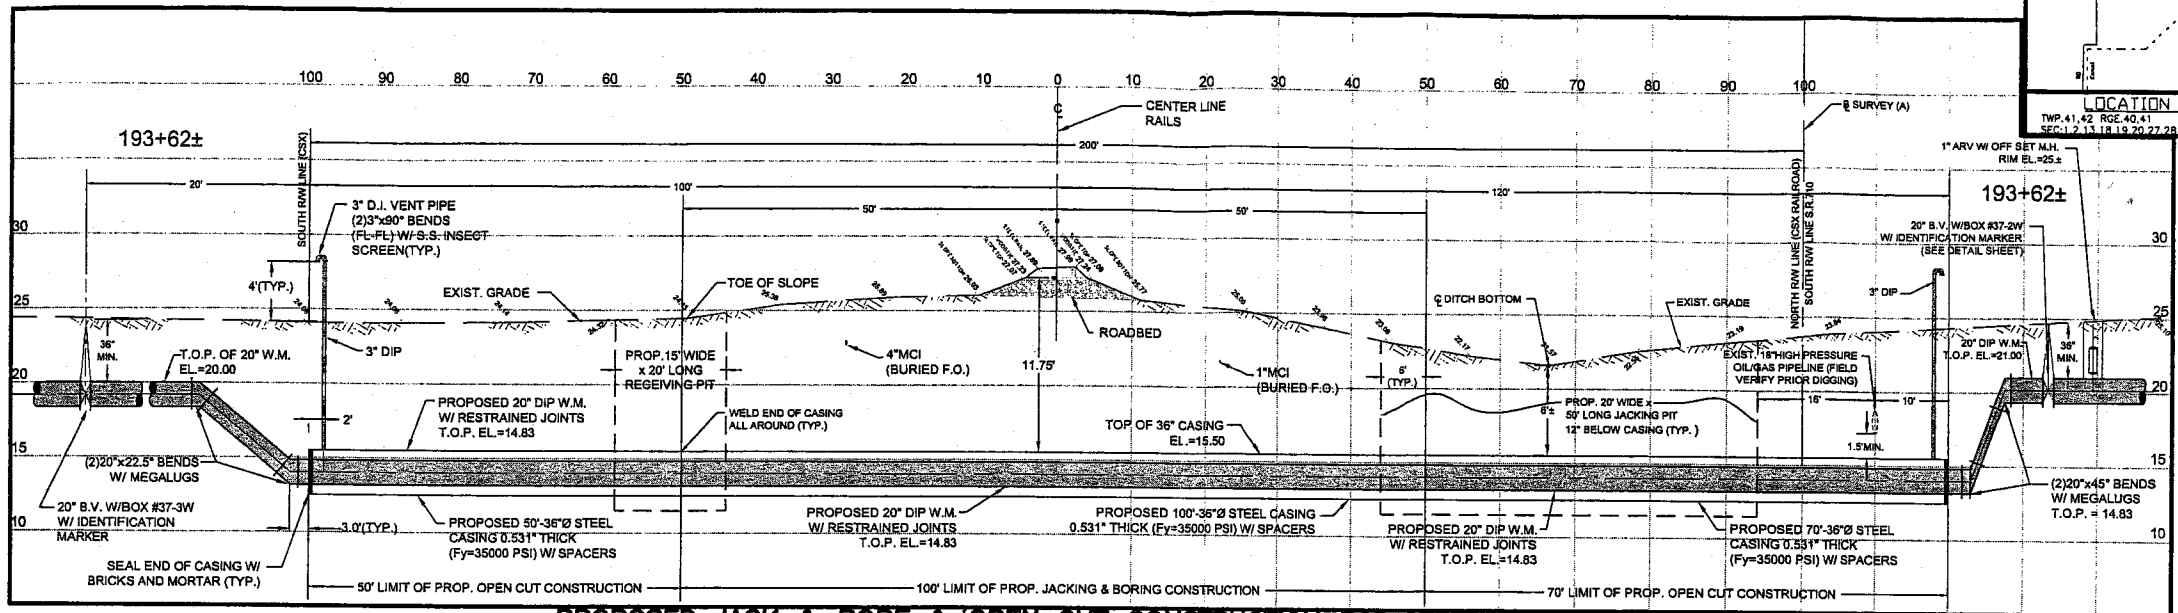 LOCATION
TWP.41,42 RGE.40,41
SEC:1,2,13,18,19,20,27,28
100 90 80 70 60 50 40 30 20 10 0 10 20 30 40 50 60 70 80 90 100
CENTER LINE
RAILS
SURVEY (A)
193+62±
SOUTH R/W LINE (CSX)
200'
NORTH R/W LINE (CSX RAILROAD)
SOUTH R/W LINE S.R. 710
1" ARV W/ OFF SET M.H.
RIM EL.=25.±
193+62±
20'
100'
120'
50'
50'
3" D.I. VENT PIPE
(2)3"x90° BENDS
(FL-FL) W/ S.S. INSECT
SCREEN(TYP.)
20" B.V. W/BOX #37-2W
W/ IDENTIFICATION MARKER
(SEE DETAIL SHEET)
30
30
4'(TYP.)
EXIST. GRADE
TOE OF SLOPE
DITCH BOTTOM
EXIST. GRADE
3" DIP
25
25
ROADBED
36"
MIN.
T.O.P. OF 20" W.M.
EL.=20.00
3" DIP
PROP.15' WIDE
x 20' LONG
RECEIVING PIT
4"MCI
(BURIED F.O.)
11.75'
1"MCI
(BURIED F.O.)
6'
(TYP.)
EXIST. 18"HIGH PRESSURE
OIL/GAS PIPELINE (FIELD
VERIFY PRIOR DIGGING)
20" DIP W.M.
T.O.P. EL.=21.00
36"
MIN.
20
20
PROPOSED 20" DIP W.M.
W/ RESTRAINED JOINTS
T.O.P. EL.=14.83
2'
WELD END OF CASING
ALL AROUND (TYP.)
TOP OF 36" CASING
EL.=15.50
6'±
PROP. 20' WIDE x
50' LONG JACKING PIT
12" BELOW CASING (TYP.)
16'
10'
1.5'MIN.
15
15
(2)20"x22.5° BENDS
W/ MEGALUGS
(2)20"x45° BENDS
W/ MEGALUGS
T.O.P. = 14.83
20" B.V. W/BOX #37-3W
W/ IDENTIFICATION
MARKER
3.0'(TYP.)
PROPOSED 50'-36"Ø STEEL
CASING 0.531" THICK
(Fy=35000 PSI) W/ SPACERS
PROPOSED 20" DIP W.M.
W/ RESTRAINED JOINTS
T.O.P. EL.=14.83
PROPOSED 100'-36"Ø STEEL CASING
0.531" THICK (Fy=35000 PSI) W/ SPACERS
PROPOSED 20" DIP W.M.
W/ RESTRAINED JOINTS
T.O.P. EL.=14.83
PROPOSED 70'-36"Ø STEEL
CASING 0.531" THICK
(Fy=35000 PSI) W/ SPACERS
10
10
SEAL END OF CASING W/
BRICKS AND MORTAR (TYP.)
50' LIMIT OF PROP. OPEN CUT CONSTRUCTION
100' LIMIT OF PROP. JACKING & BORING CONSTRUCTION
70' LIMIT OF PROP. OPEN CUT CONSTRUCTION